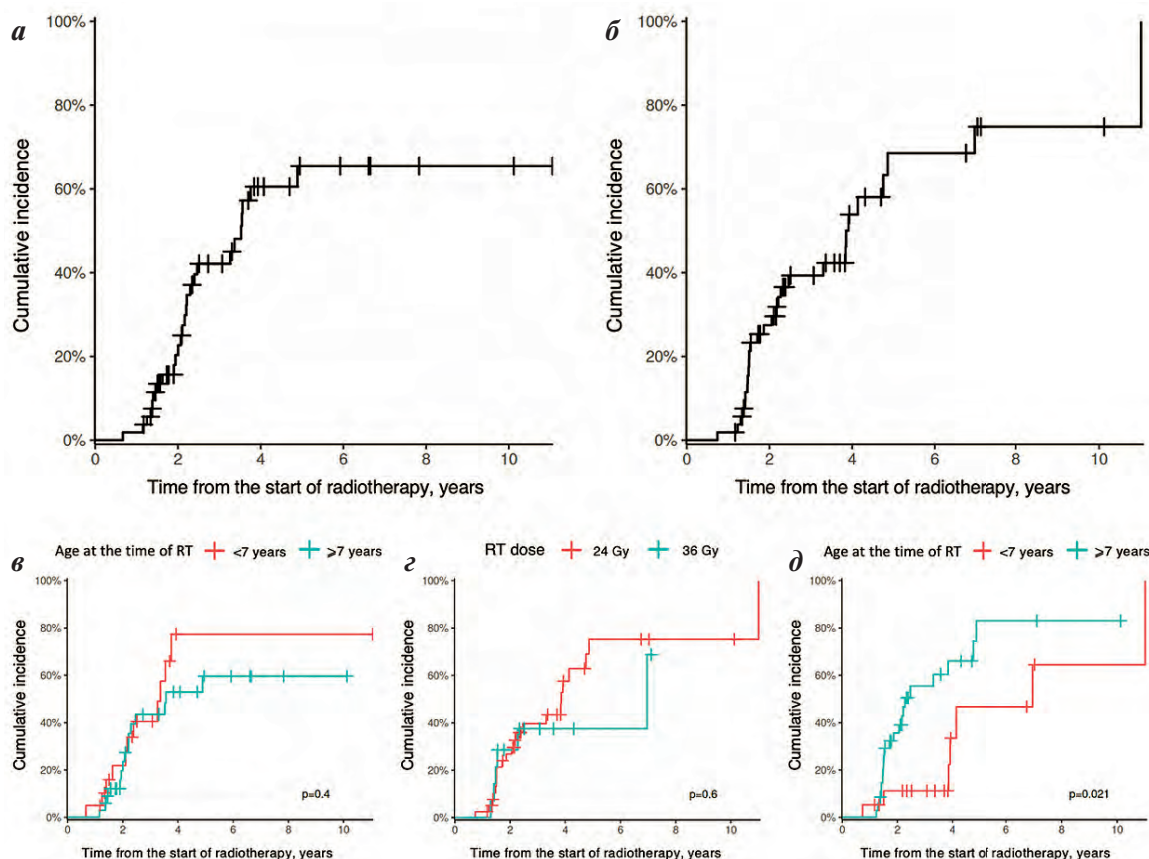 а
100%
80%
60%
40%
20%
0%
Cumulative incidence
0 2 4 6 8 10
Time from the start of radiotherapy, years
б
100%
80%
60%
40%
20%
0%
Cumulative incidence
0 2 4 6 8 10
Time from the start of radiotherapy, years
в
Age at the time of RT <7 years ⩾7 years
100%
80%
60%
40%
20%
0%
Cumulative incidence
p=0.4
0 2 4 6 8 10
Time from the start of radiotherapy, years
г
RT dose 24 Gy 36 Gy
100%
80%
60%
40%
20%
0%
Cumulative incidence
p=0.6
0 2 4 6 8 10
Time from the start of radiotherapy, years
д
Age at the time of RT <7 years ⩾7 years
100%
80%
60%
40%
20%
0%
Cumulative incidence
p=0.021
0 2 4 6 8 10
Time from the start of radiotherapy, years